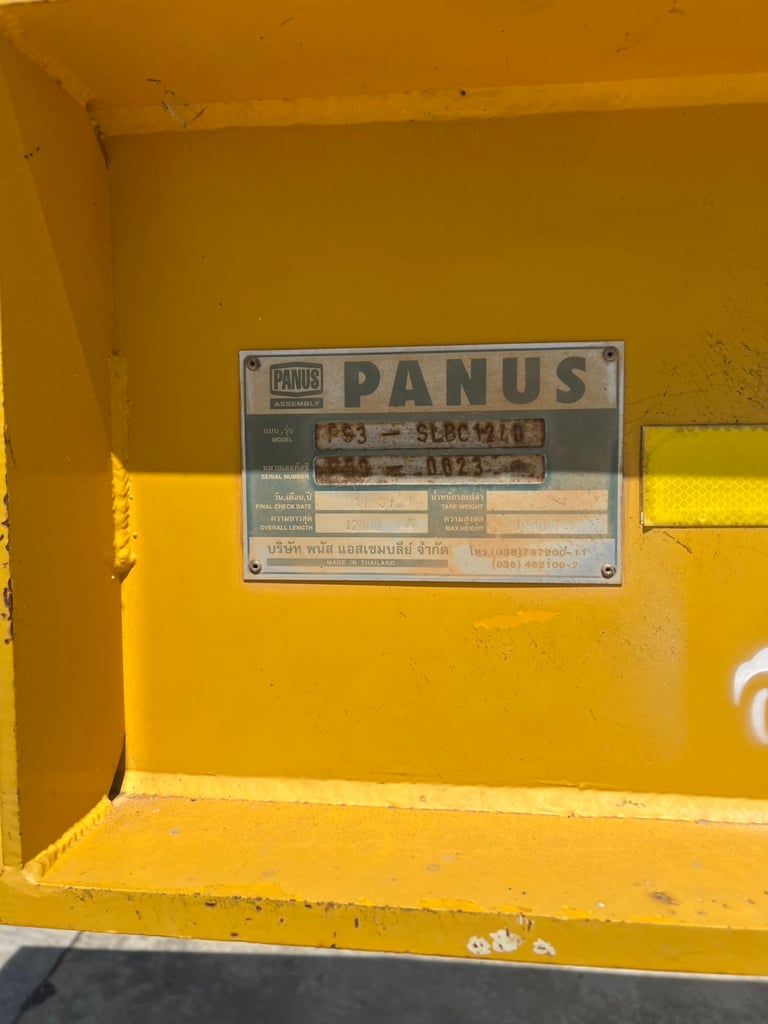 PANUS
ASSEMBLY
PANUS
แบบ, รุ่น
MODEL
PS3 - SLBC1240
หมายเลขคัสซี
SERIAL NUMBER
0023
วัน,เดือน,ปี
FINAL CHECK DATE
น้ำหนักรถเปล่า
TARE WEIGHT
ความยาวสุด
OVERALL LENGTH
ความสูงสุด
MAX.HEIGHT
บริษัท พนัส แอสเซมบลีย์ จำกัด
MADE IN THAILAND
โทร.(038)787200-11
(038) 462100-2